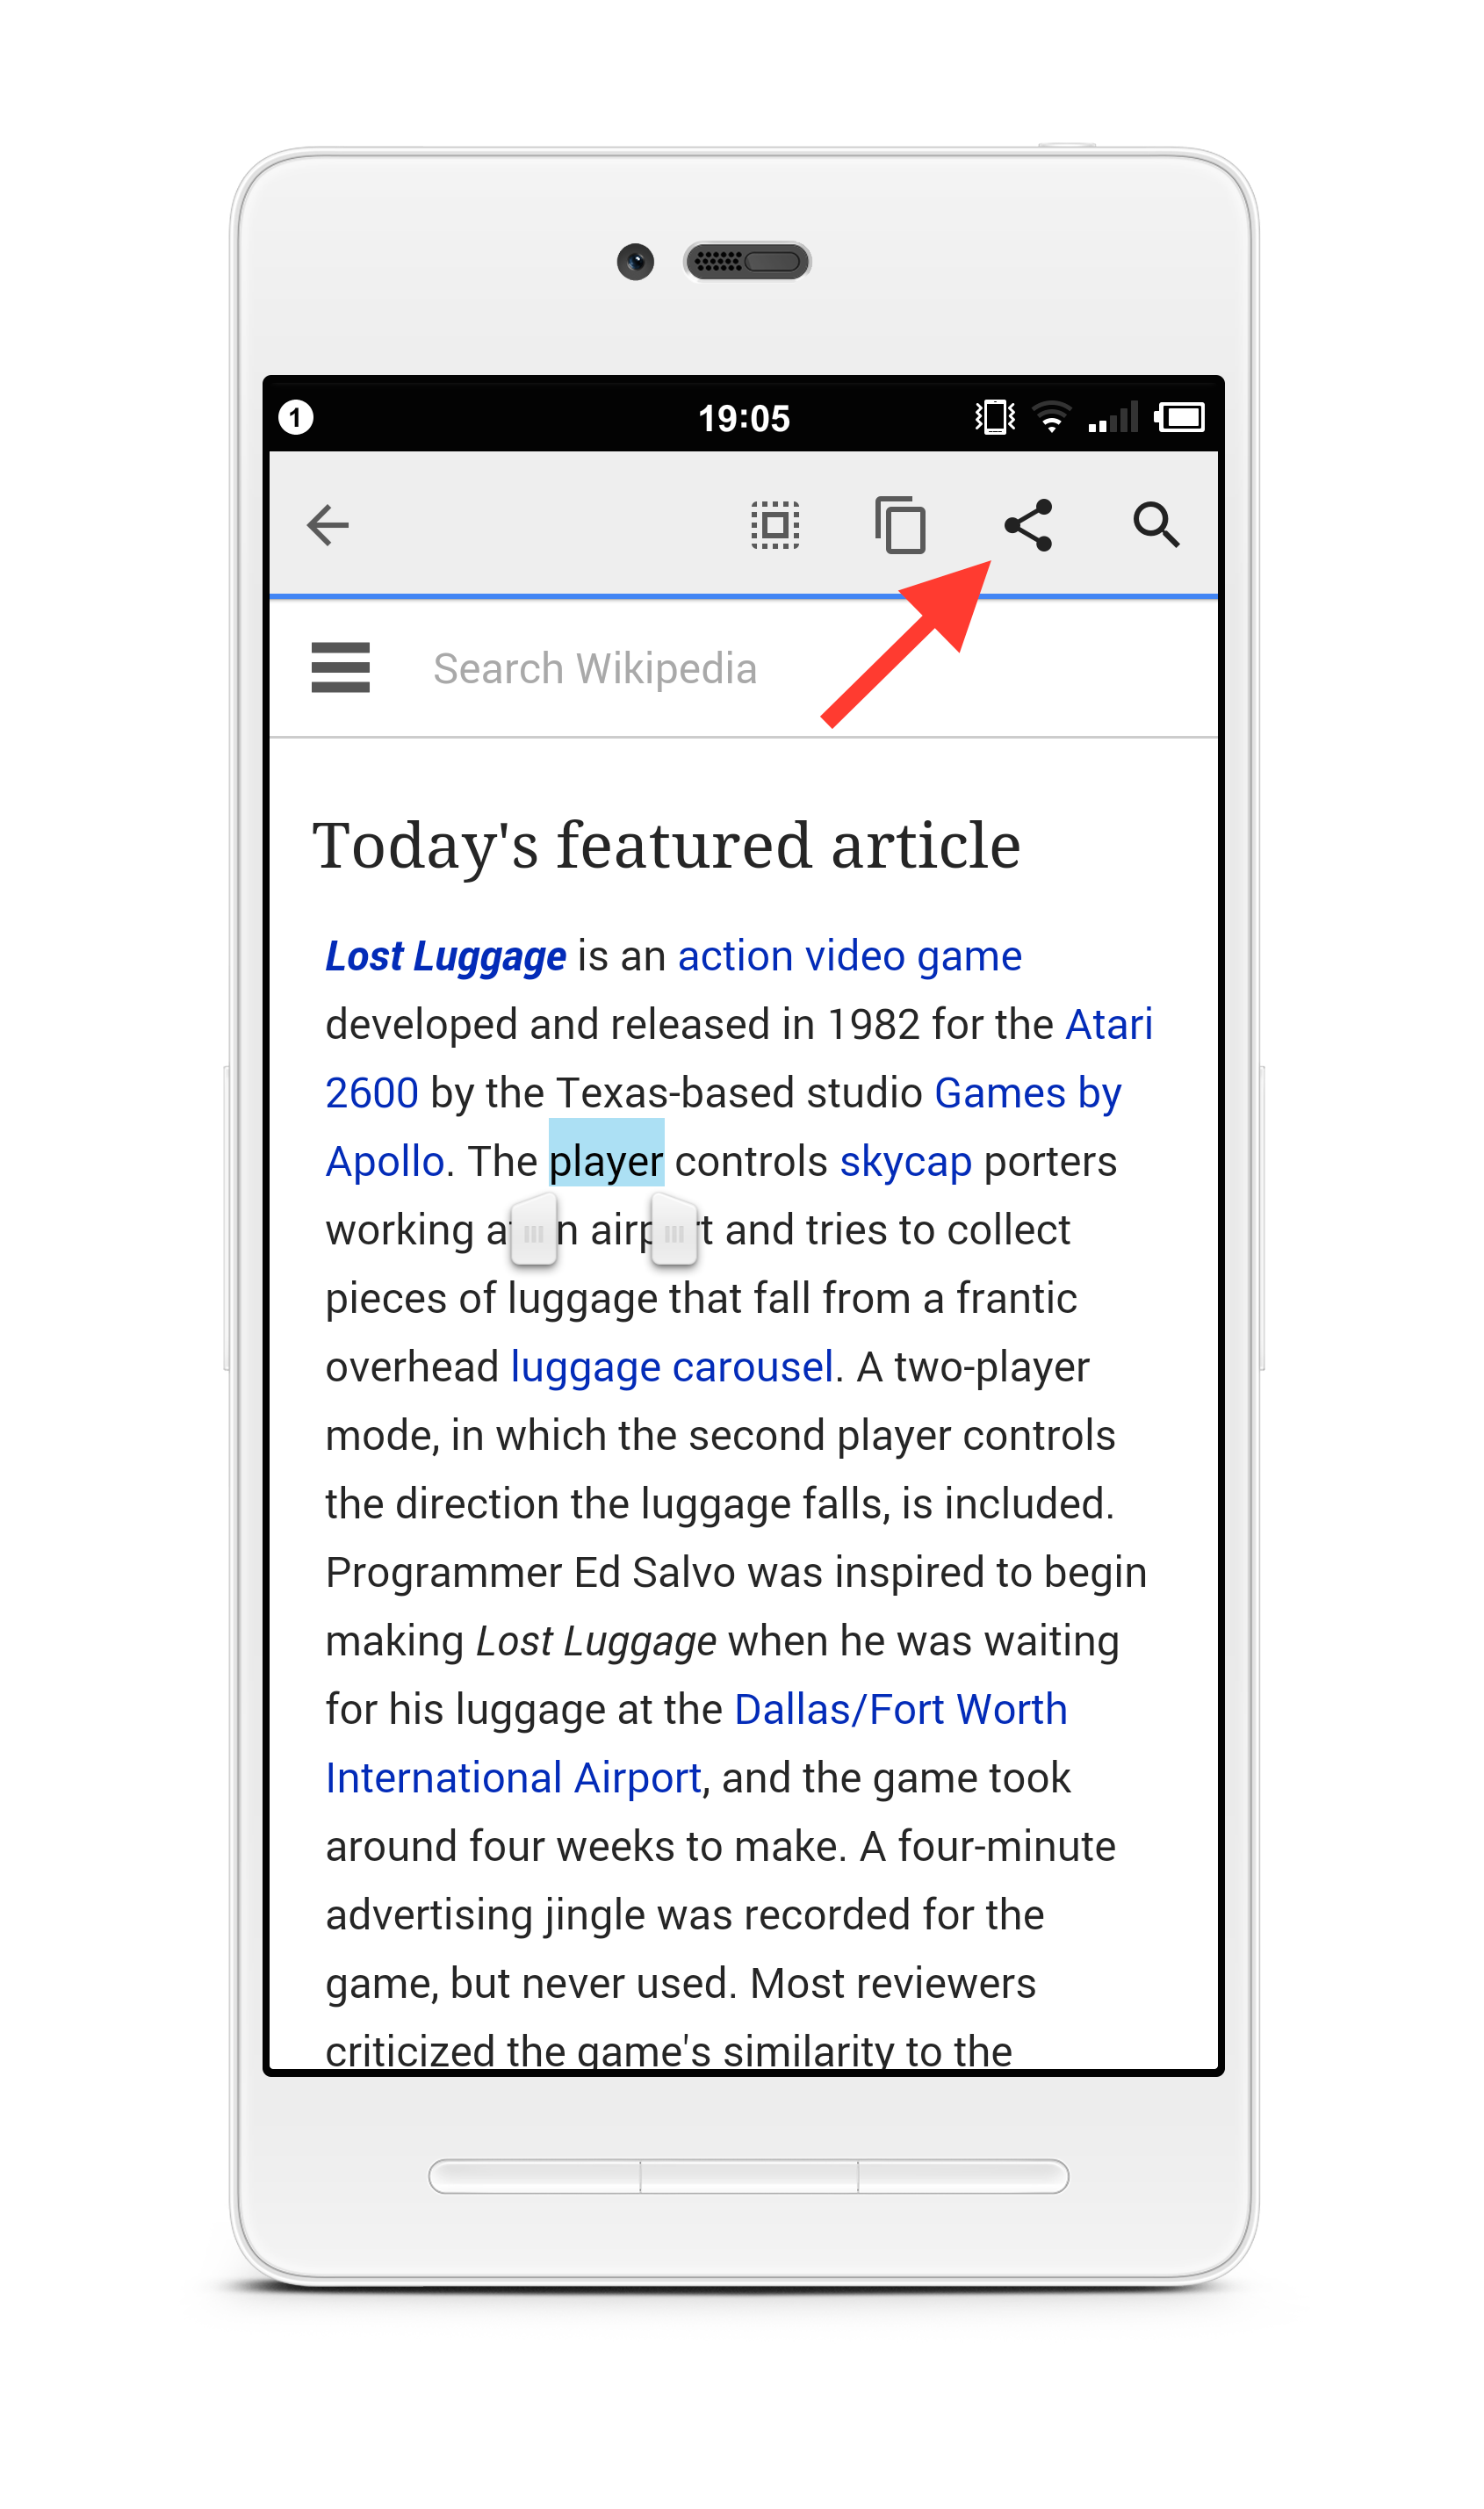 1
19:05
Search Wikipedia
Today's featured article
Lost Luggage is an action video game
developed and released in 1982 for the Atari
2600 by the Texas-based studio Games by
Apollo. The player controls skycap porters
working and tries to collect
pieces of luggage that fall from a frantic
overhead luggage carousel. A two-player
mode, in which the second player controls
the direction the luggage falls, is included.
Programmer Ed Salvo was inspired to begin
making Lost Luggage when he was waiting
for his luggage at the Dallas/Fort Worth
International Airport, and the game took
around four weeks to make. A four-minute
advertising jingle was recorded for the
game, but never used. Most reviewers
criticized the game's similarity to the